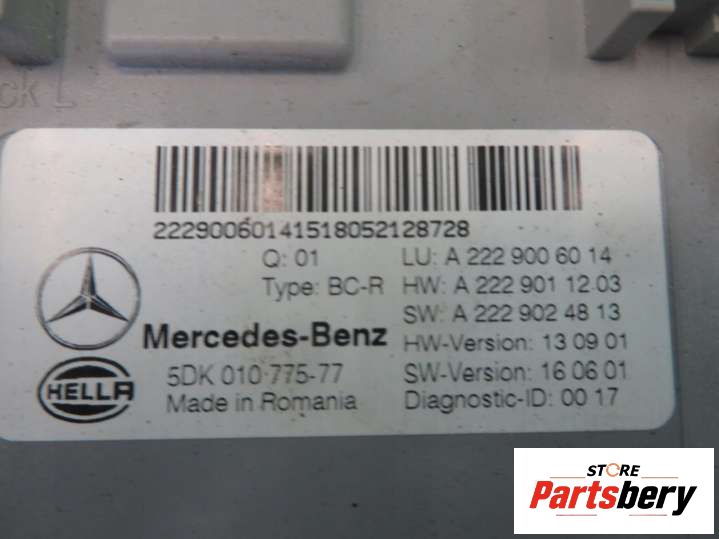 ck L
22290060141518052128728
Q: 01 LU: A 222 900 60 14
Type: BC-R HW: A 222 901 12 03
SW: A 222 902 48 13
Mercedes-Benz HW-Version: 13 09 01
HELLA 5DK 010 775-77 SW-Version: 16 06 01
Made in Romania Diagnostic-ID: 00 17
STORE
Partsbery